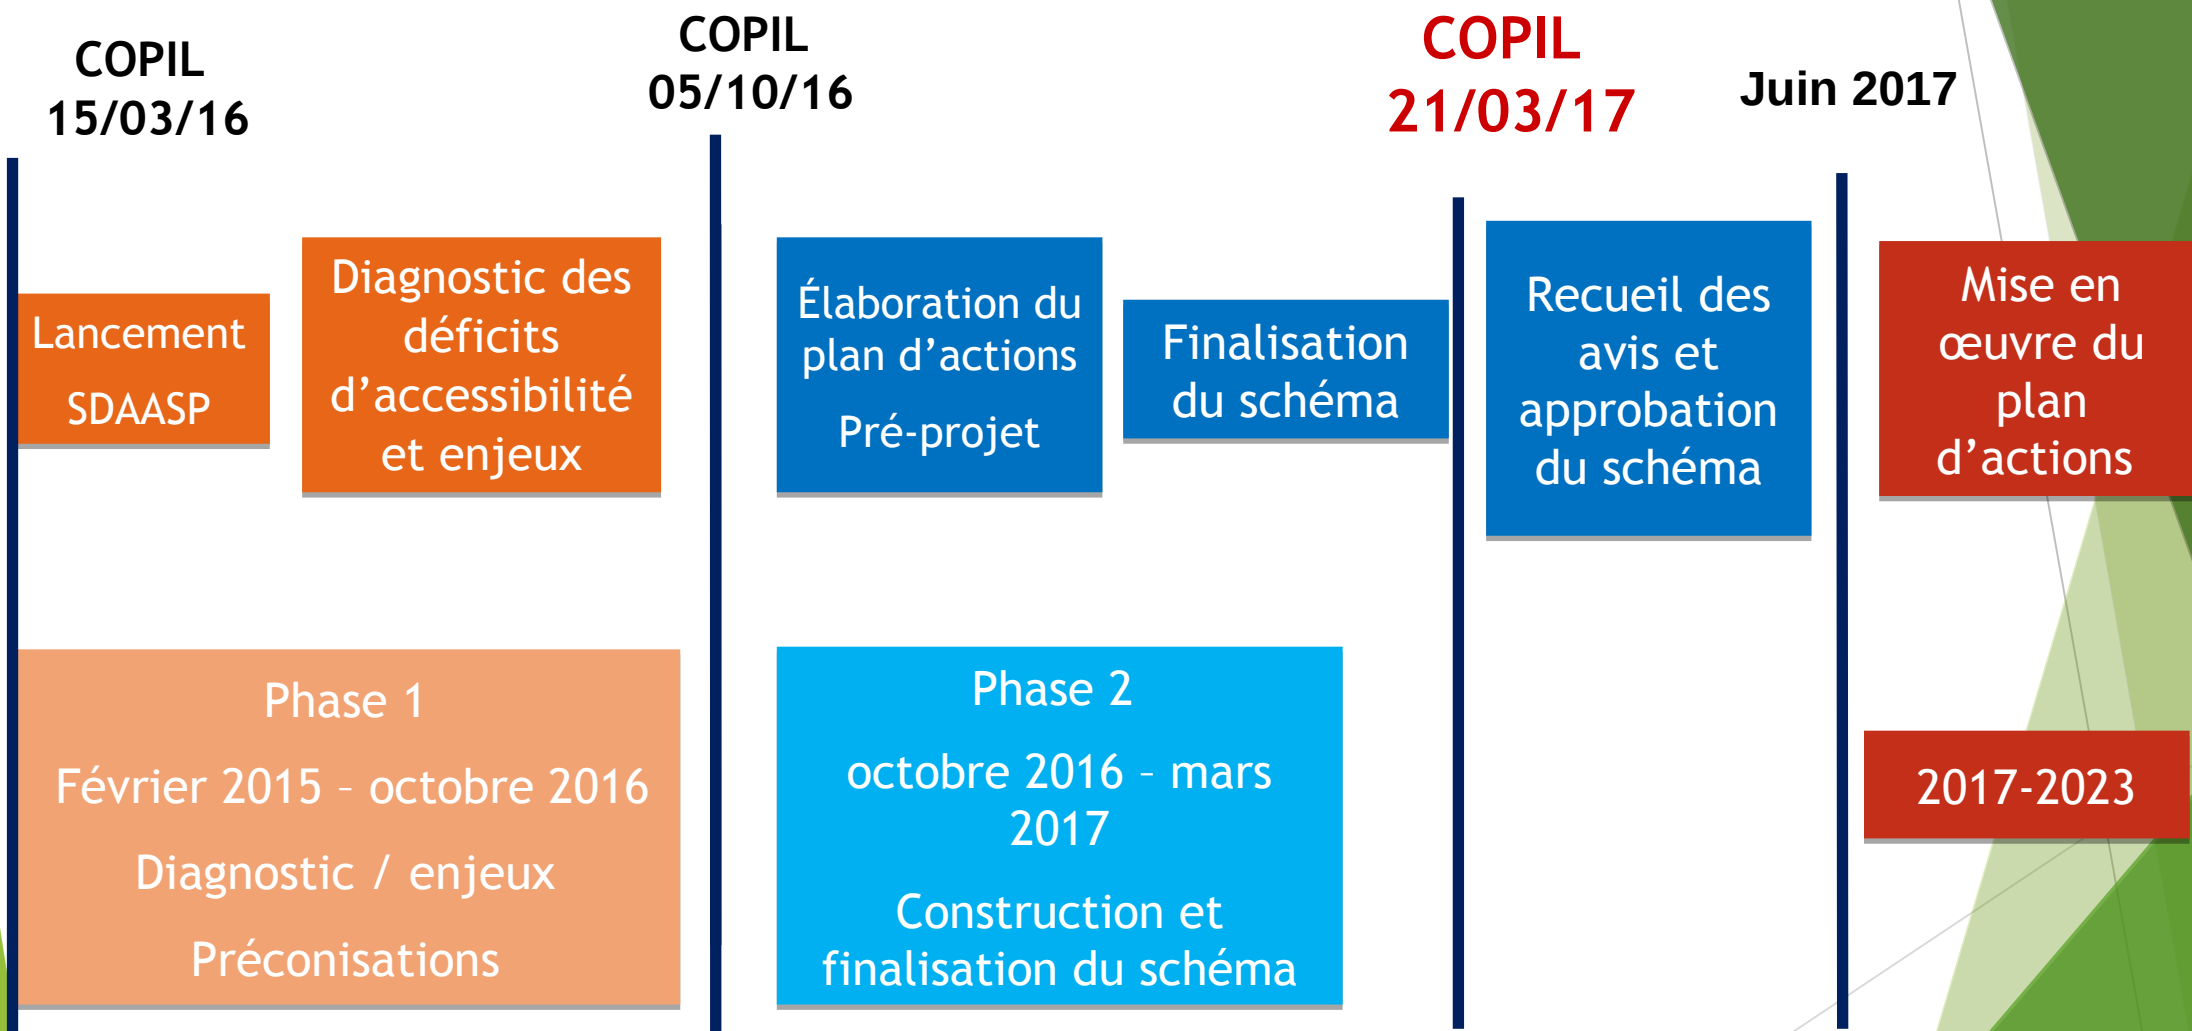 COPIL
15/03/16
COPIL
05/10/16
COPIL
21/03/17
Juin 2017
Lancement
SDAASP
Diagnostic des
déficits
d’accessibilité
et enjeux
Élaboration du
plan d’actions
Pré-projet
Finalisation
du schéma
Recueil des
avis et
approbation
du schéma
Mise en
œuvre du
plan
d’actions
Phase 1
Février 2015 – octobre 2016
Diagnostic / enjeux
Préconisations
Phase 2
octobre 2016 – mars
2017
Construction et
finalisation du schéma
2017-2023